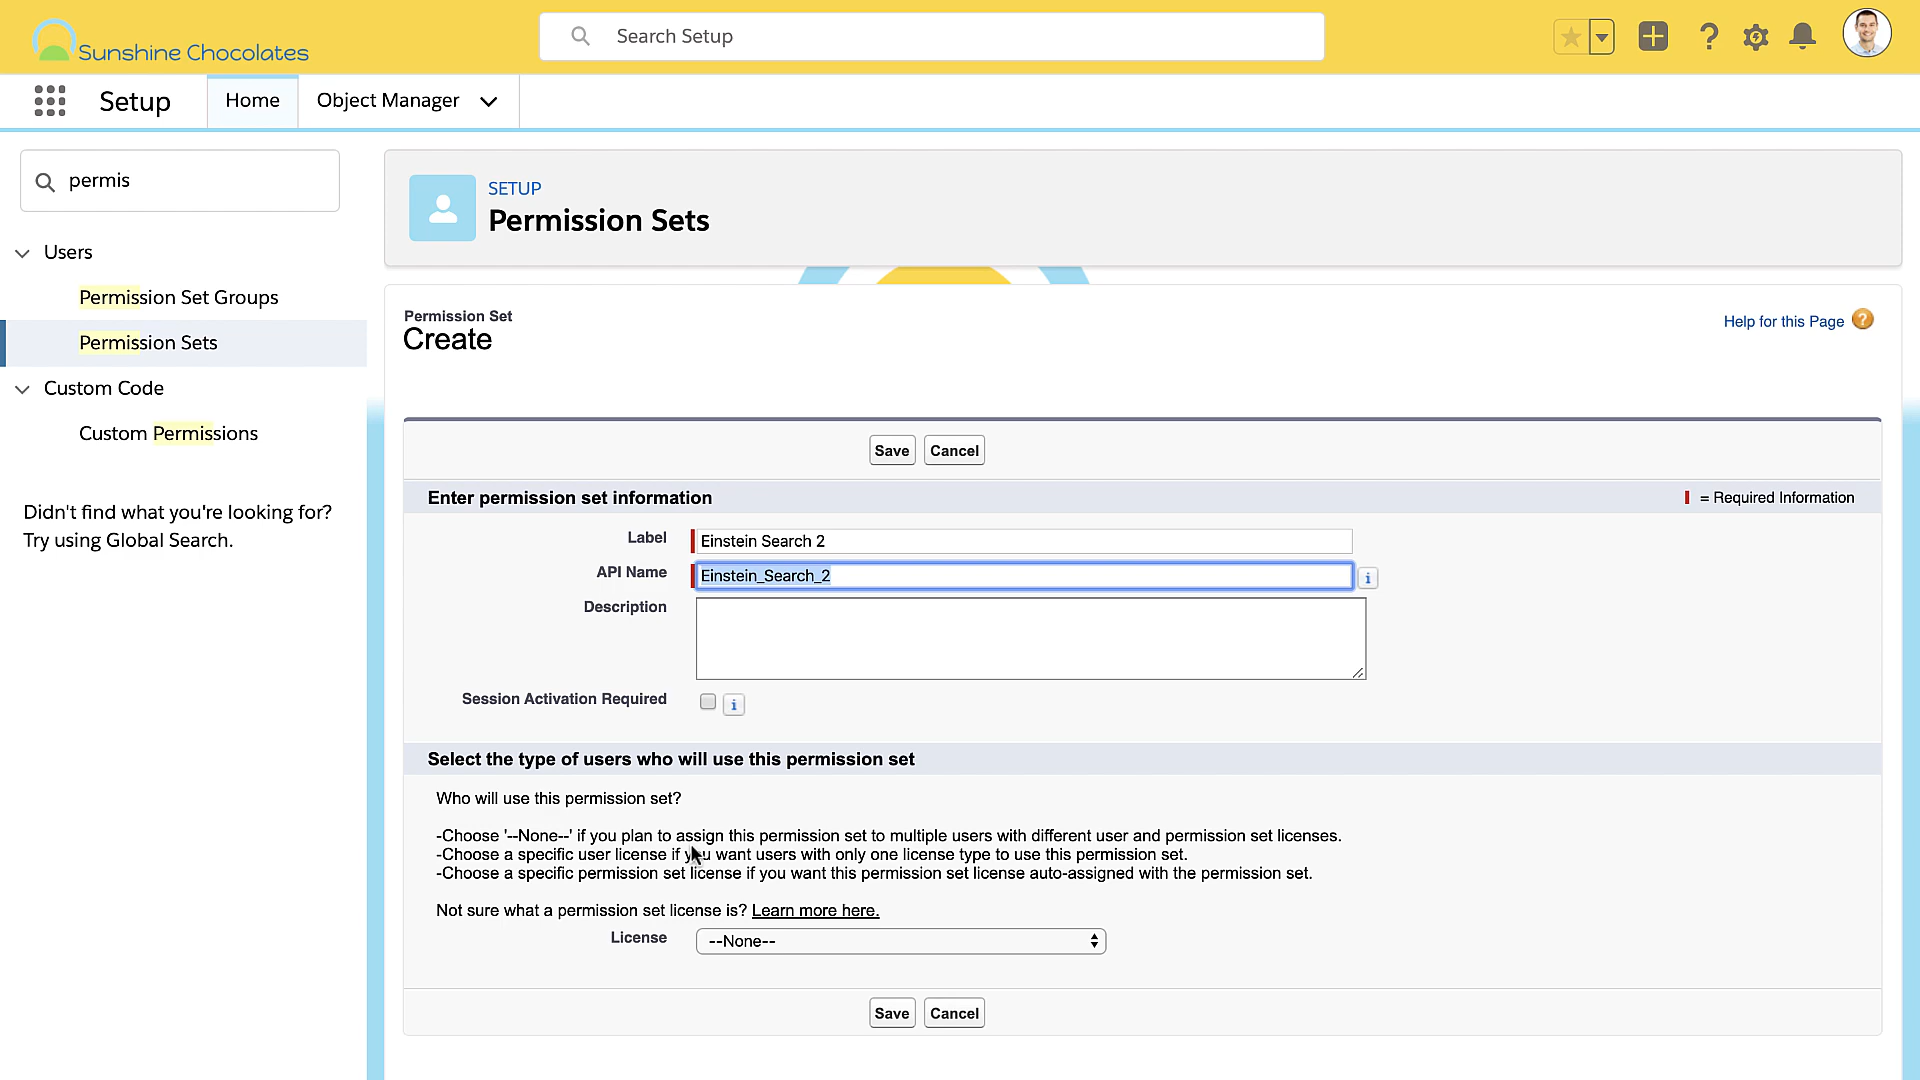 Sunshine Chocolates
Search Setup
Setup
Home
Object Manager
permis
Users
Permission Set Groups
Permission Sets
Custom Code
Custom Permissions
Didn't find what you're looking for?
Try using Global Search.
SETUP
Permission Sets
Permission Set
Create
Help for this Page ?
Save Cancel
Enter permission set information
= Required Information
Label Einstein Search 2
API Name Einstein_Search_2 i
Description
Session Activation Required i
Select the type of users who will use this permission set
Who will use this permission set?
-Choose '--None--' if you plan to assign this permission set to multiple users with different user and permission set licenses.
-Choose a specific user license if you want users with only one license type to use this permission set.
-Choose a specific permission set license if you want this permission set license auto-assigned with the permission set.
Not sure what a permission set license is? Learn more here.
License --None--
Save Cancel